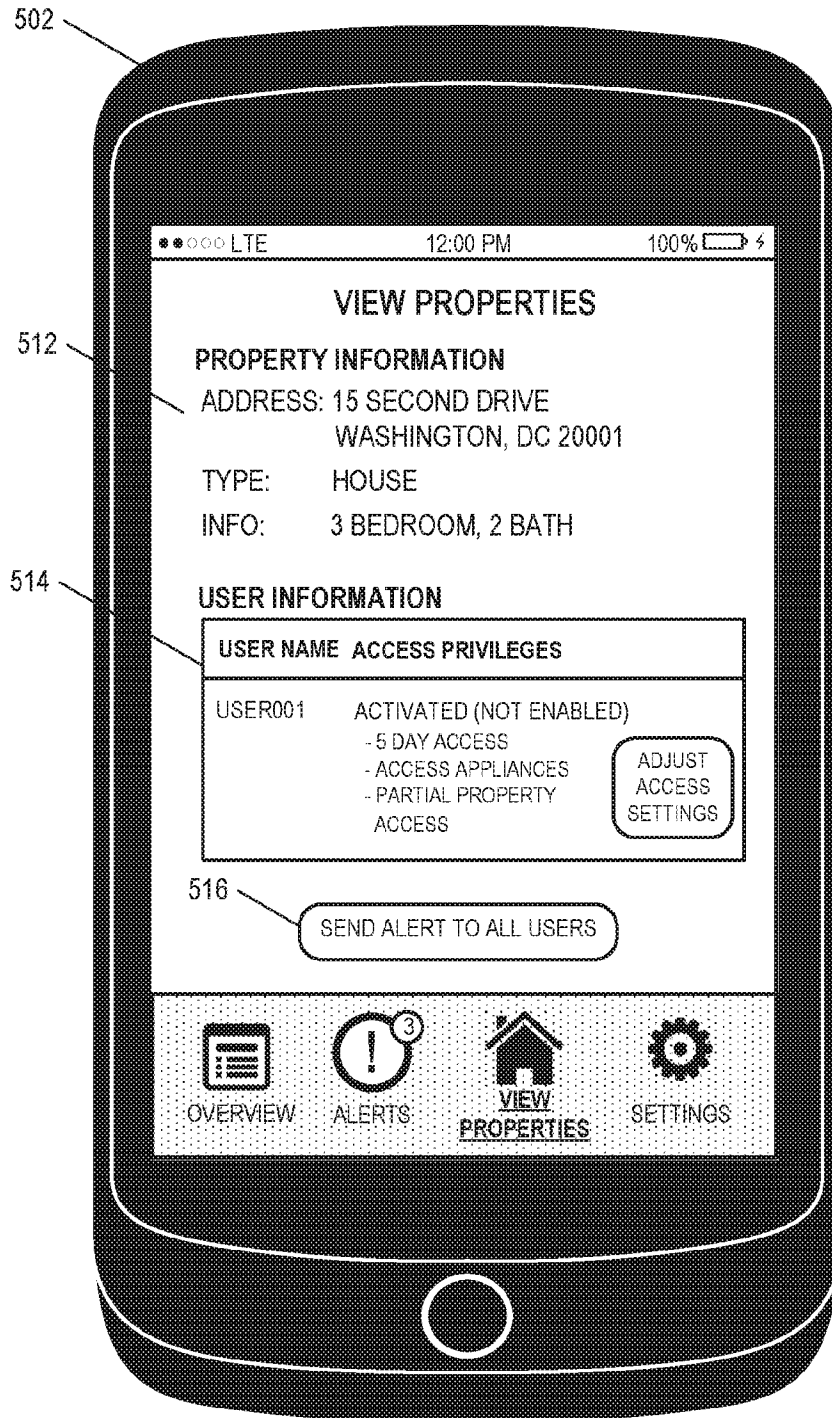 502
●●○○○ LTE 12:00 PM 100%
VIEW PROPERTIES
512
PROPERTY INFORMATION
ADDRESS: 15 SECOND DRIVE
WASHINGTON, DC 20001
TYPE: HOUSE
INFO: 3 BEDROOM, 2 BATH
514
USER INFORMATION
USER NAME ACCESS PRIVILEGES
USER001 ACTIVATED (NOT ENABLED)
- 5 DAY ACCESS
- ACCESS APPLIANCES
- PARTIAL PROPERTY
ACCESS
ADJUST
ACCESS
SETTINGS
516
SEND ALERT TO ALL USERS
! 3
OVERVIEW ALERTS VIEW
PROPERTIES SETTINGS